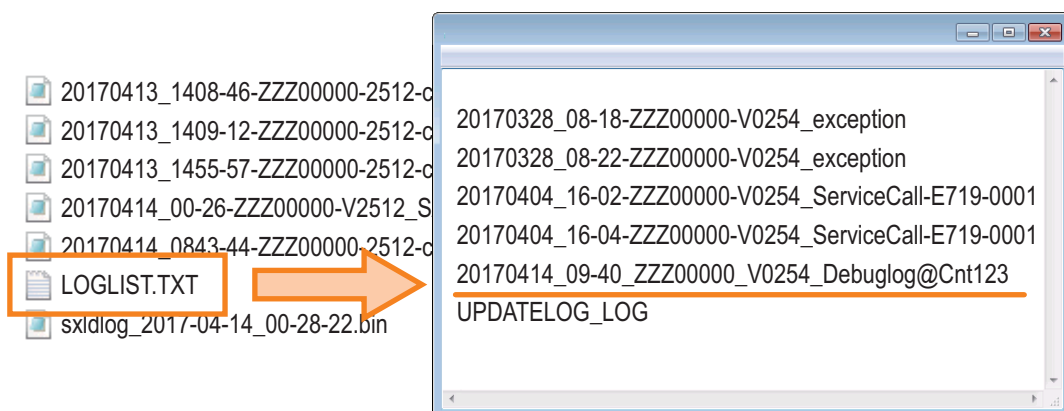 20170413_1408-46-ZZZ00000-2512-c
20170413_1409-12-ZZZ00000-2512-c
20170413_1455-57-ZZZ00000-2512-c
20170414_00-26-ZZZ00000-V2512_S
20170414_0843-44-ZZZ00000-2512-c
LOGLIST.TXT
sxldlog_2017-04-14_00-28-22.bin
20170328_08-18-ZZZ00000-V0254_exception
20170328_08-22-ZZZ00000-V0254_exception
20170404_16-02-ZZZ00000-V0254_ServiceCall-E719-0001
20170404_16-04-ZZZ00000-V0254_ServiceCall-E719-0001
20170414_09-40_ZZZ00000_V0254_Debuglog@Cnt123
UPDATELOG_LOG